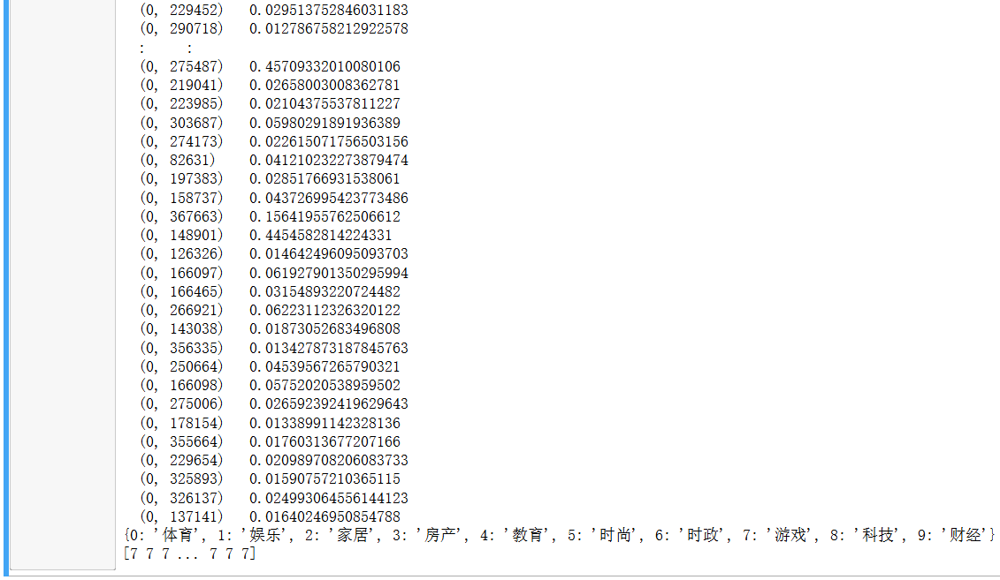 (0, 229452) 0.029513752846031183
(0, 290718) 0.012786758212922578
: :
(0, 275487) 0.45709332010080106
(0, 219041) 0.02658003008362781
(0, 223985) 0.02104375537811227
(0, 303687) 0.05980291891936389
(0, 274173) 0.022615071756503156
(0, 82631) 0.041210232273879474
(0, 197383) 0.02851766931538061
(0, 158737) 0.043726995423773486
(0, 367663) 0.15641955762506612
(0, 148901) 0.4454582814224331
(0, 126326) 0.014642496095093703
(0, 166097) 0.061927901350295994
(0, 166465) 0.03154893220724482
(0, 266921) 0.06223112326320122
(0, 143038) 0.01873052683496808
(0, 356335) 0.013427873187845763
(0, 250664) 0.04539567265790321
(0, 166098) 0.05752020538959502
(0, 275006) 0.026592392419629643
(0, 178154) 0.01338991142328136
(0, 355664) 0.01760313677207166
(0, 229654) 0.020989708206083733
(0, 325893) 0.01590757210365115
(0, 326137) 0.024993064556144123
(0, 137141) 0.01640246950854788
{0: '体育', 1: '娱乐', 2: '家居', 3: '房产', 4: '教育', 5: '时尚', 6: '时政', 7: '游戏', 8: '科技', 9: '财经'}
[7 7 7 ... 7 7 7]